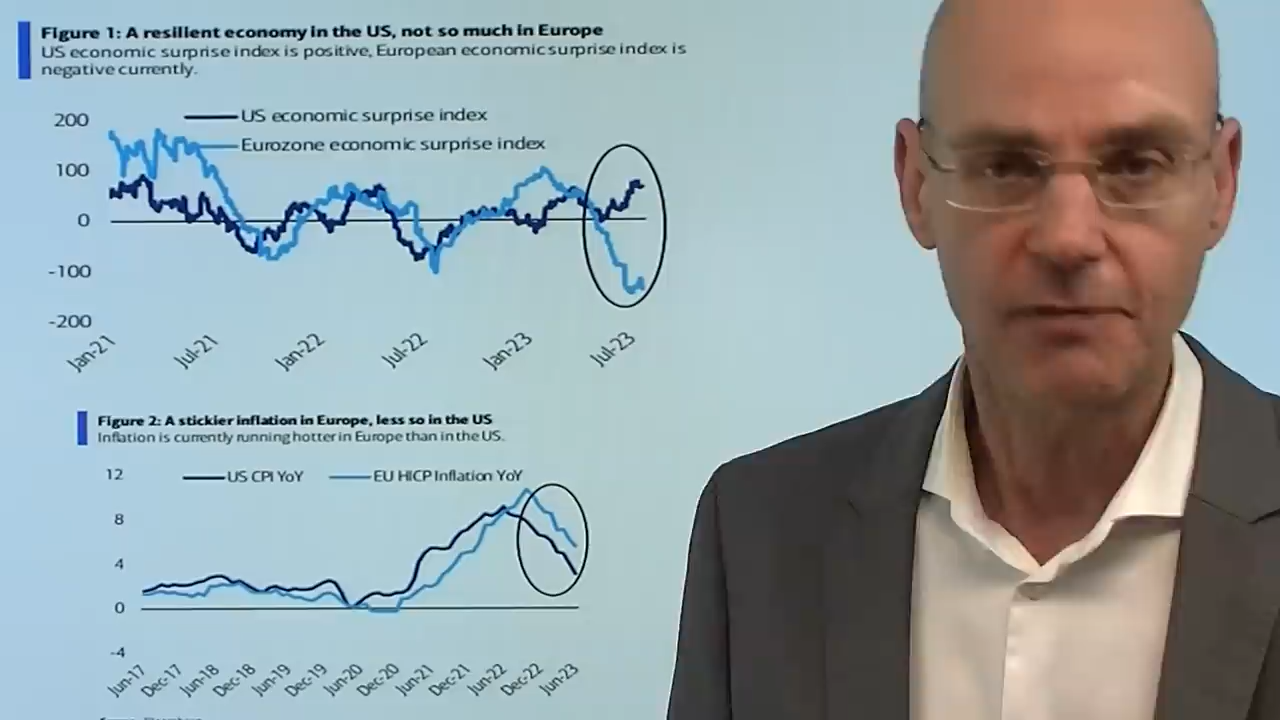 Figure 1: A resilient economy in the US, not so much in Europe
US economic surprise index is positive, European economic surprise index is
negative currently.
US economic surprise index
Eurozone economic surprise index
200
100
0
-100
-200
Jan-21
Jul-21
Jan-22
Jul-22
Jan-23
Jul-23
Figure 2: A stickier inflation in Europe, less so in the US
Inflation is currently running hotter in Europe than in the US.
US CPI YoY
EU HICP Inflation YoY
12
8
4
0
-4
Jun-17
Dec-17
Jun-18
Dec-18
Jun-19
Dec-19
Jun-20
Dec-20
Jun-21
Dec-21
Jun-22
Dec-22
Jun-23